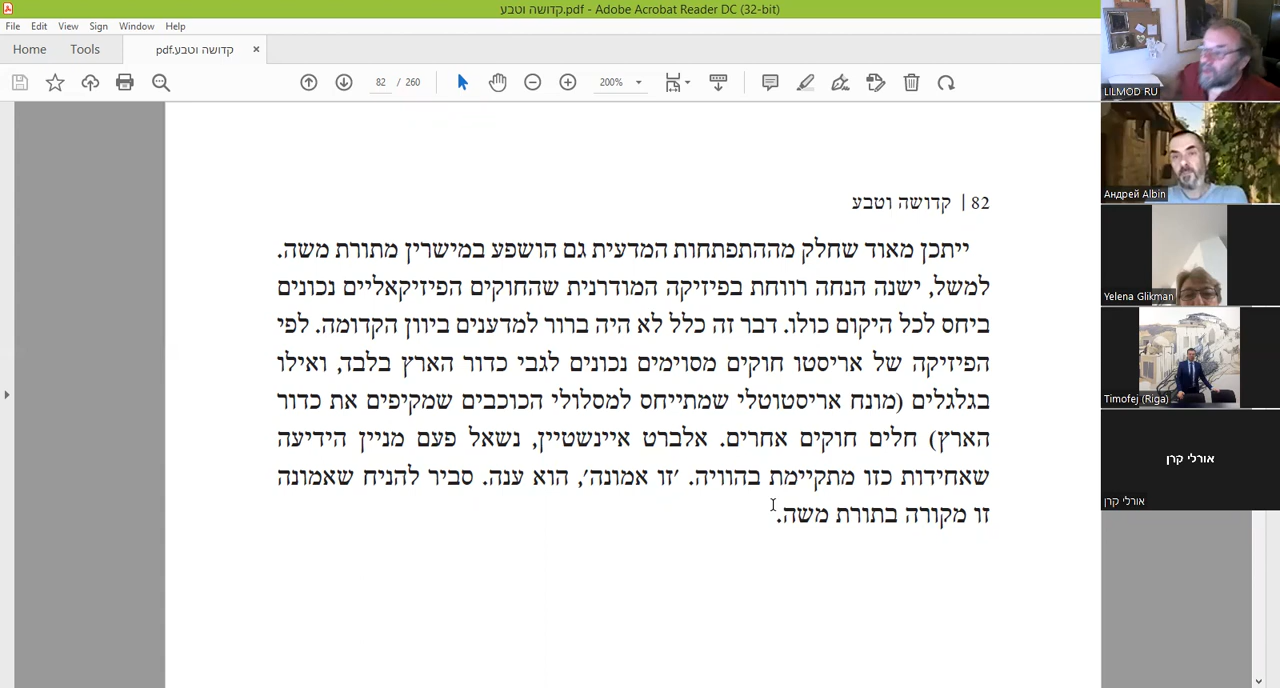 קדושה וטבע.pdf - Adobe Acrobat Reader DC (32-bit)
File Edit View Sign Window Help
Home Tools קדושה וטבע.pdf ×
82 / 260 200%
82 | קדושה וטבע
ייתכן מאוד שחלק מההתפתחות המדעית גם הושפע במישרין מתורת משה.
למשל, ישנה הנחה רווחת בפיזיקה המודרנית שהחוקים הפיזיקאליים נכונים
ביחס לכל היקום כולו. דבר זה כלל לא היה ברור למדענים ביוון הקדומה. לפי
הפיזיקה של אריסטו חוקים מסוימים נכונים לגבי כדור הארץ בלבד, ואילו
בגלגלים (מונח אריסטוטלי שמתייחס למסלולי הכוכבים שמקיפים את כדור
הארץ) חלים חוקים אחרים. אלברט איינשטיין, נשאל פעם מניין הידיעה
שאחידות כזו מתקיימת בהוויה. ׳זו אמונה׳, הוא ענה. סביר להניח שאמונה
זו מקורה בתורת משה.
LILMOD RU
Андрей Albin
Yelena Glikman
Timofej (Riga)
אורלי קרן
אורלי קרן